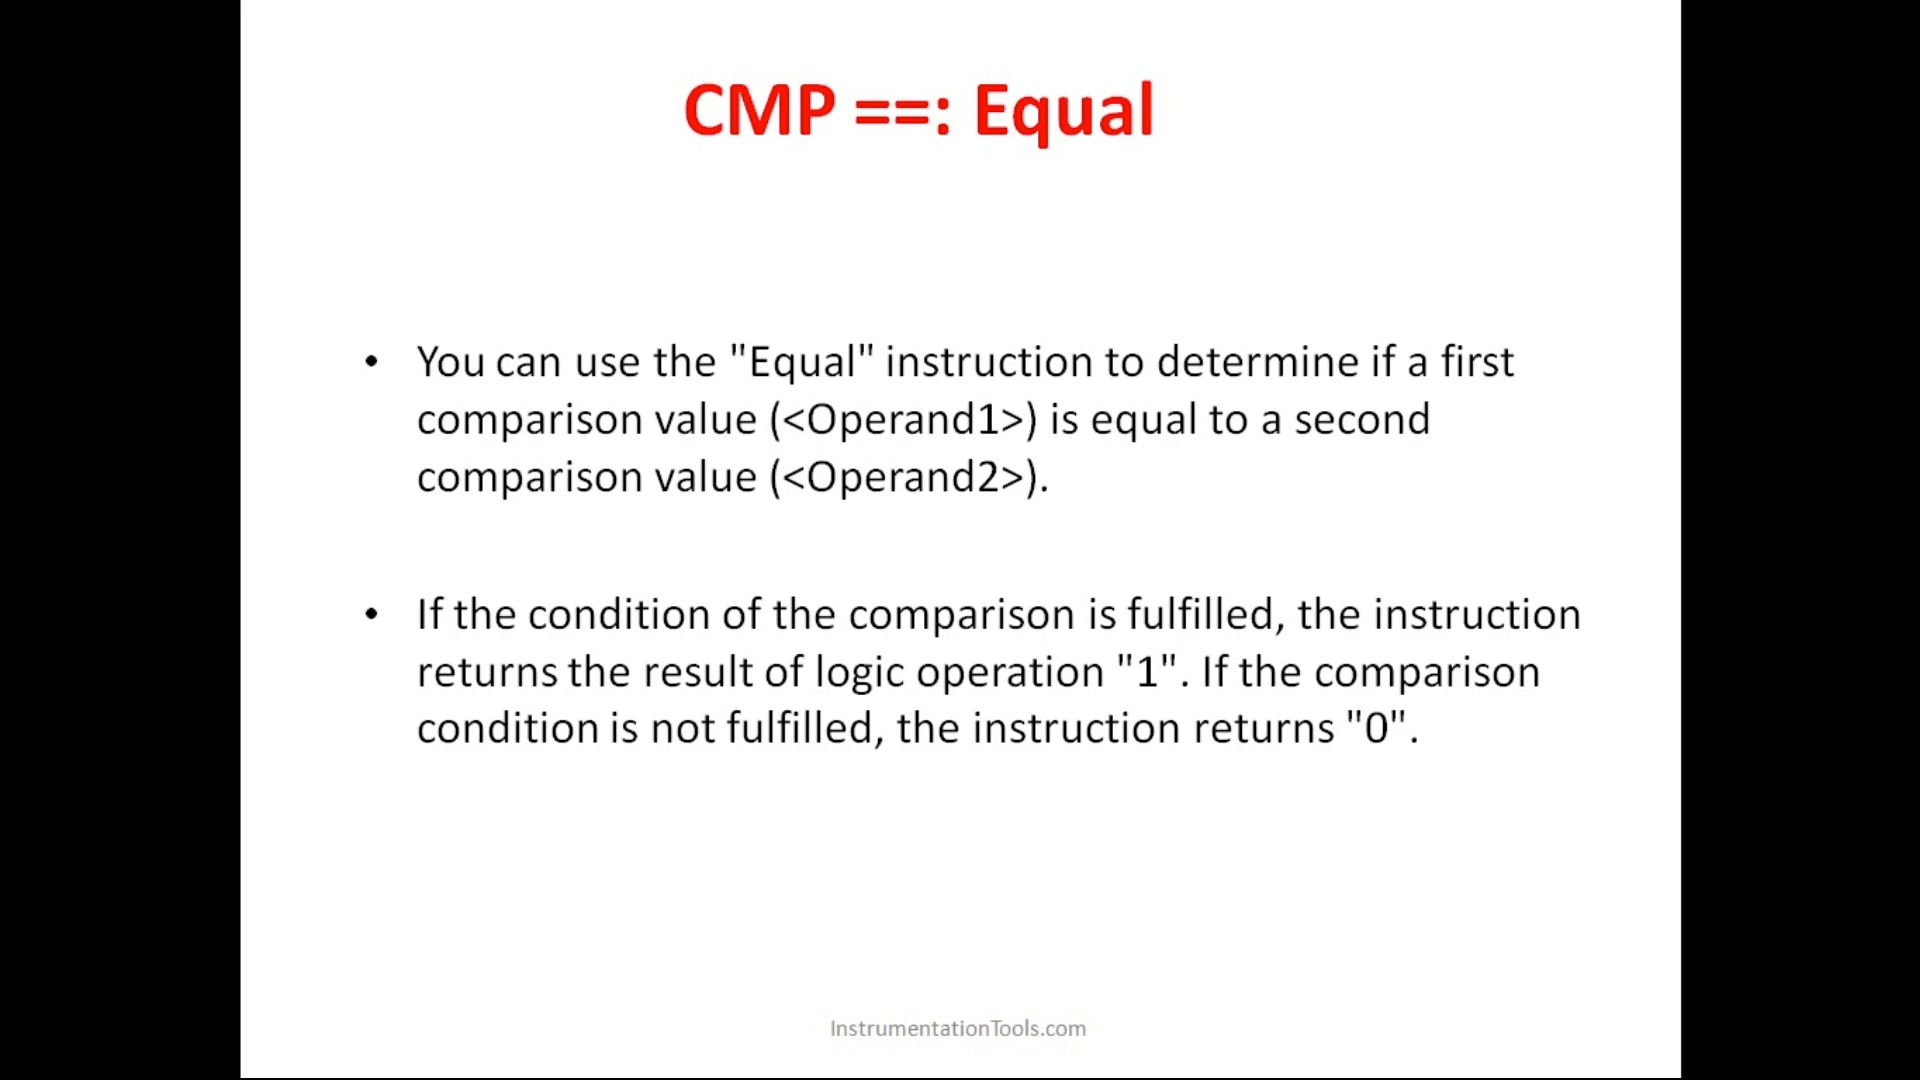 CMP ==: Equal
• You can use the "Equal" instruction to determine if a first
comparison value (<Operand1>) is equal to a second
comparison value (<Operand2>).
• If the condition of the comparison is fulfilled, the instruction
returns the result of logic operation "1". If the comparison
condition is not fulfilled, the instruction returns "0".
InstrumentationTools.com